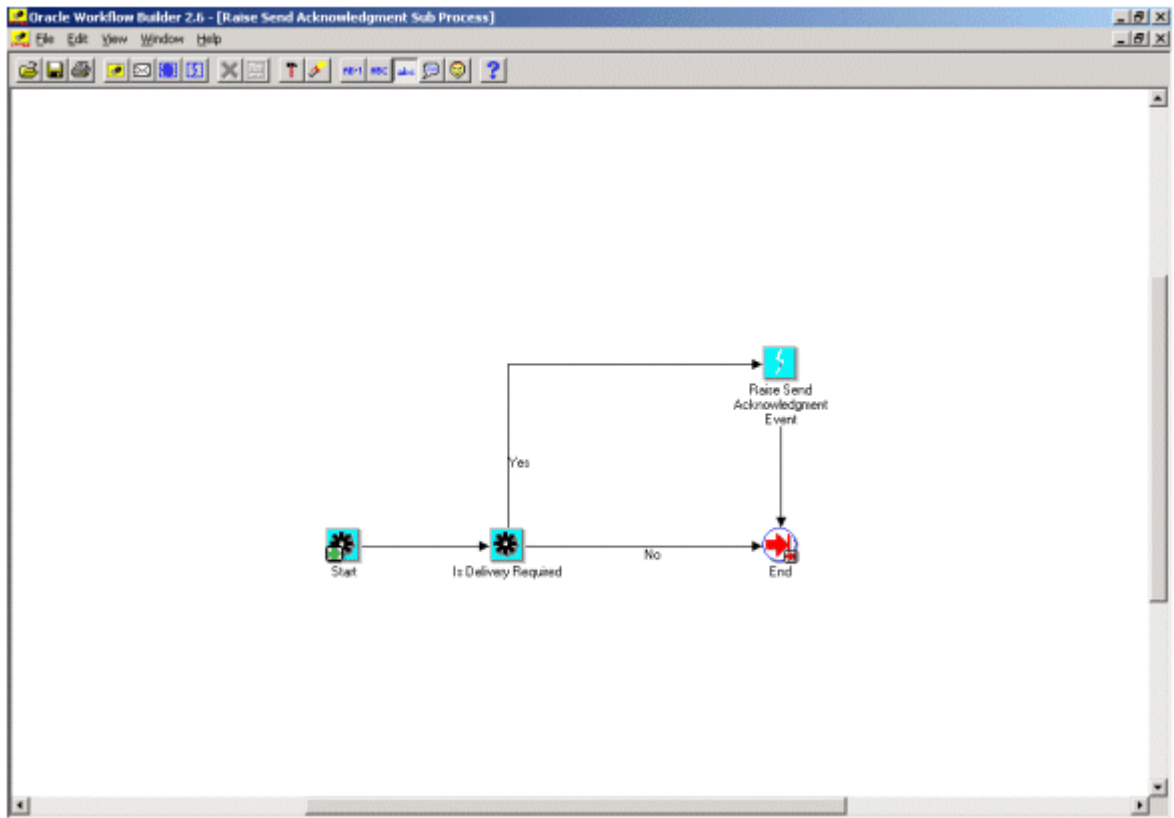 Oracle Workflow Builder 2.6 - [Raise Send Acknowledgment Sub Process]
File Edit View Window Help
Raise Send
Acknowledgment
Event
Yes
No
Start
Is Delivery Required
End